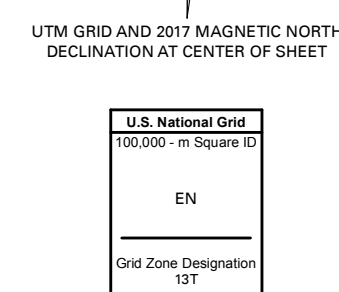 UTM GRID AND 2017 MAGNETIC NORTH
DECLINATION AT CENTER OF SHEET
U.S. National Grid
100,000 - m Square ID
EN
Grid Zone Designation
13T